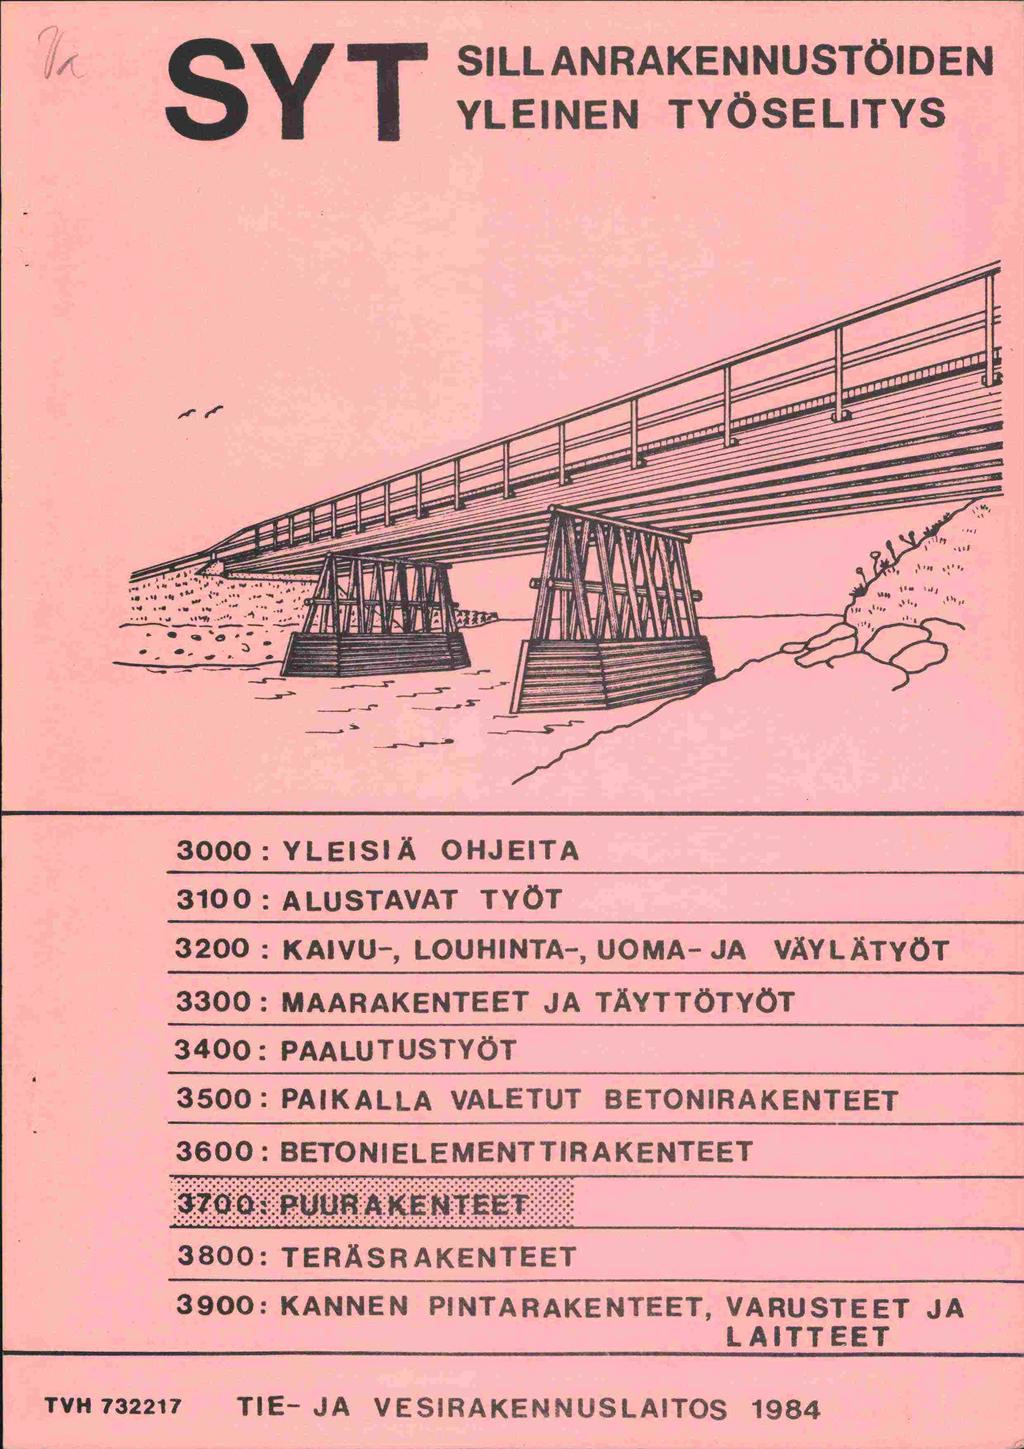 SYT
SILLANRAKENNUSTÖIDEN
YLEINEN TYÖSELITYS
3000: YLEISIÄ OHJEITA
3100: ALUSTAVAT TYÖT
3200: KAIVU-, LOUHINTA-, UOMA- JA VÄYLÄTYÖT
3300: MAARAKENTEET JA TÄYTTÖTYÖT
3400: PAALUTUSTYÖT
3500: PAIKALLA VALETUT BETONIRAKENTEET
3600: BETONIELEMENTTIRAKENTEET
3700: PUURAKENTEET
3800: TERÄSRAKENTEET
3900: KANNEN PINTARAKENTEET, VARUSTEET JA
LAITTEET
TVH 732217 TIE- JA VESIRAKENNUSLAITOS 1984